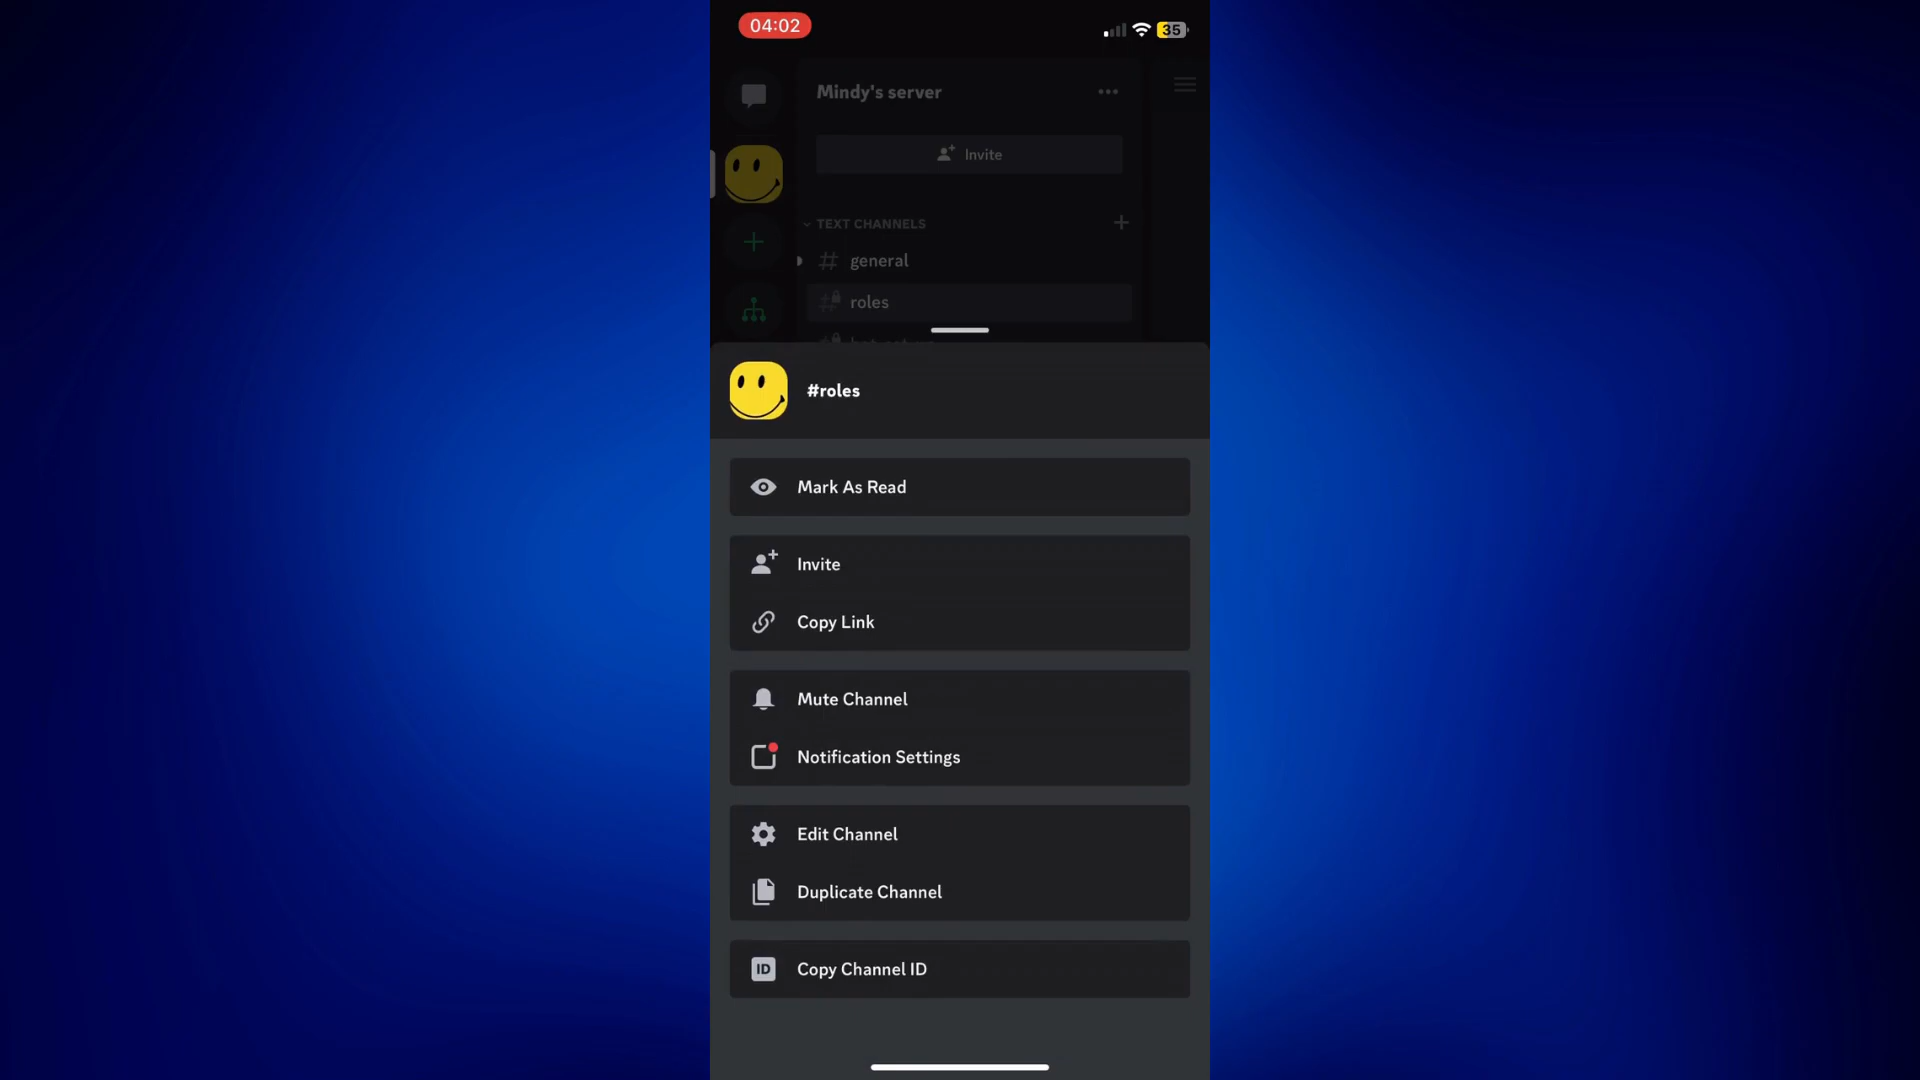 04:02
35
Mindy's server
Invite
TEXT CHANNELS
general
roles
#roles
Mark As Read
Invite
Copy Link
Mute Channel
Notification Settings
Edit Channel
Duplicate Channel
ID Copy Channel ID